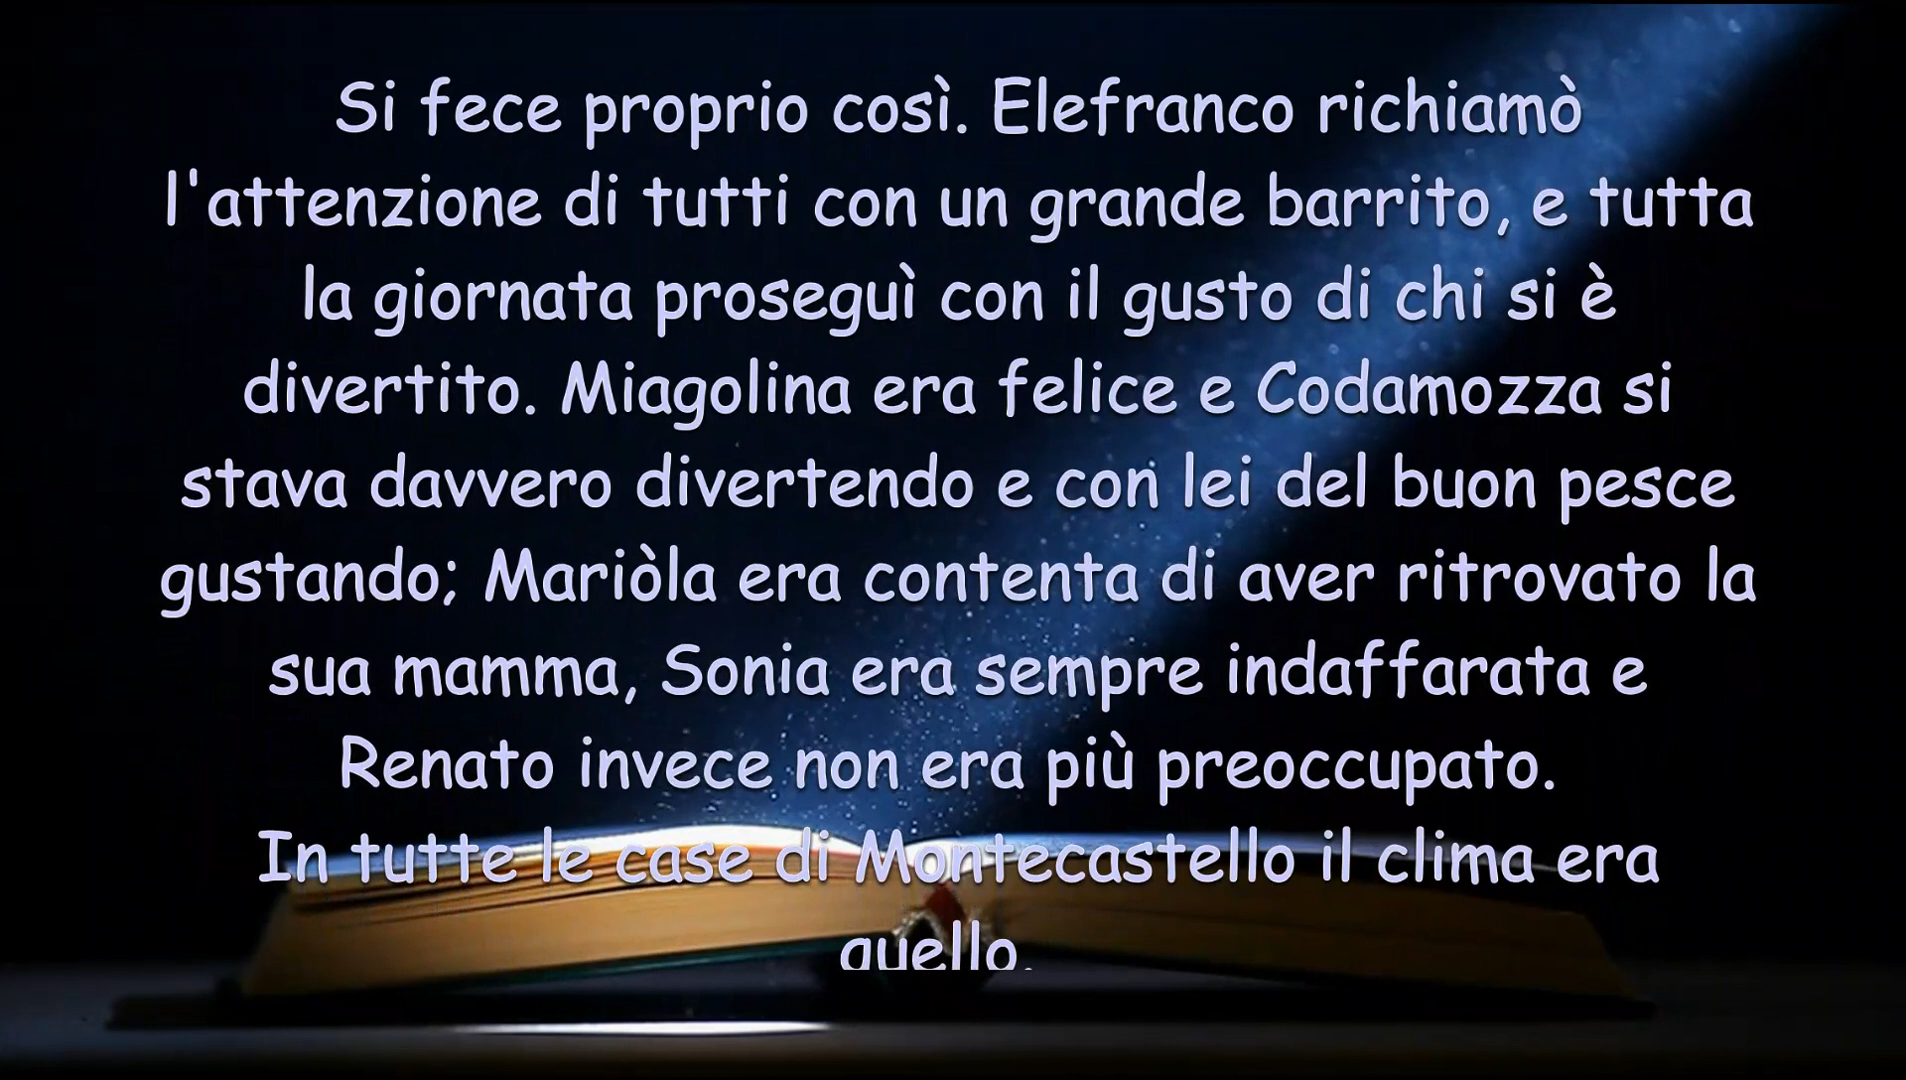 Si fece proprio così. Elefranco richiamò
l'attenzione di tutti con un grande barrito, e tutta
la giornata proseguì con il gusto di chi si è
divertito. Miagolina era felice e Codamozza si
stava davvero divertendo e con lei del buon pesce
gustando; Mariòla era contenta di aver ritrovato la
sua mamma, Sonia era sempre indaffarata e
Renato invece non era più preoccupato.
In tutte le case di Montecastello il clima era
quello.